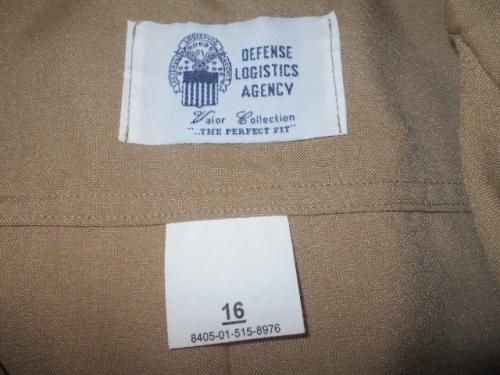 DEFENSE
LOGISTICS
AGENCY
Valor Collection
"...THE PERFECT FIT"
16
8405-01-515-8976